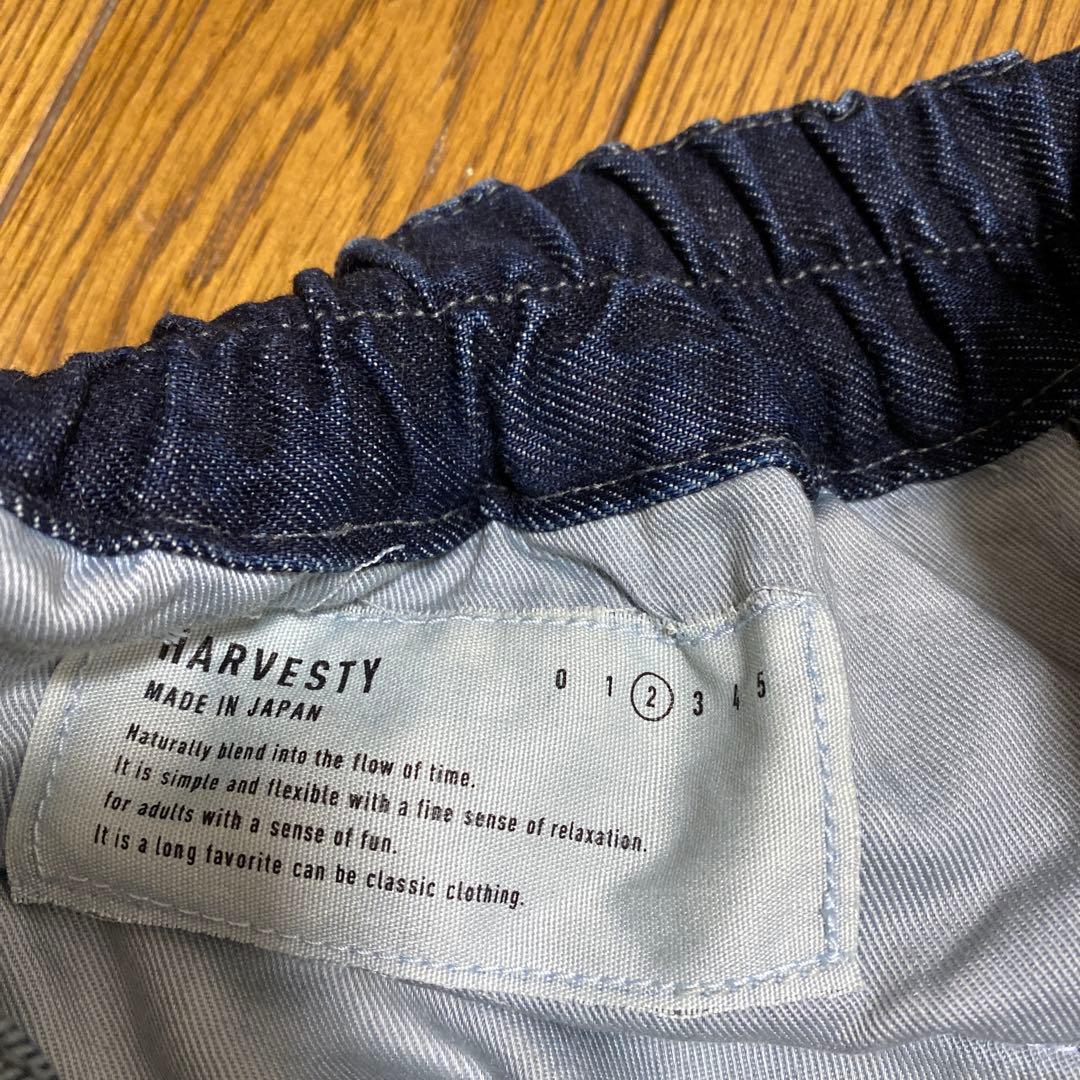 HARVESTY
MADE IN JAPAN
0 1 2 3 4 5
Naturally blend into the flow of time.
It is simple and flexible with a fine sense of relaxation.
for adults with a sense of fun.
It is a long favorite can be classic clothing.